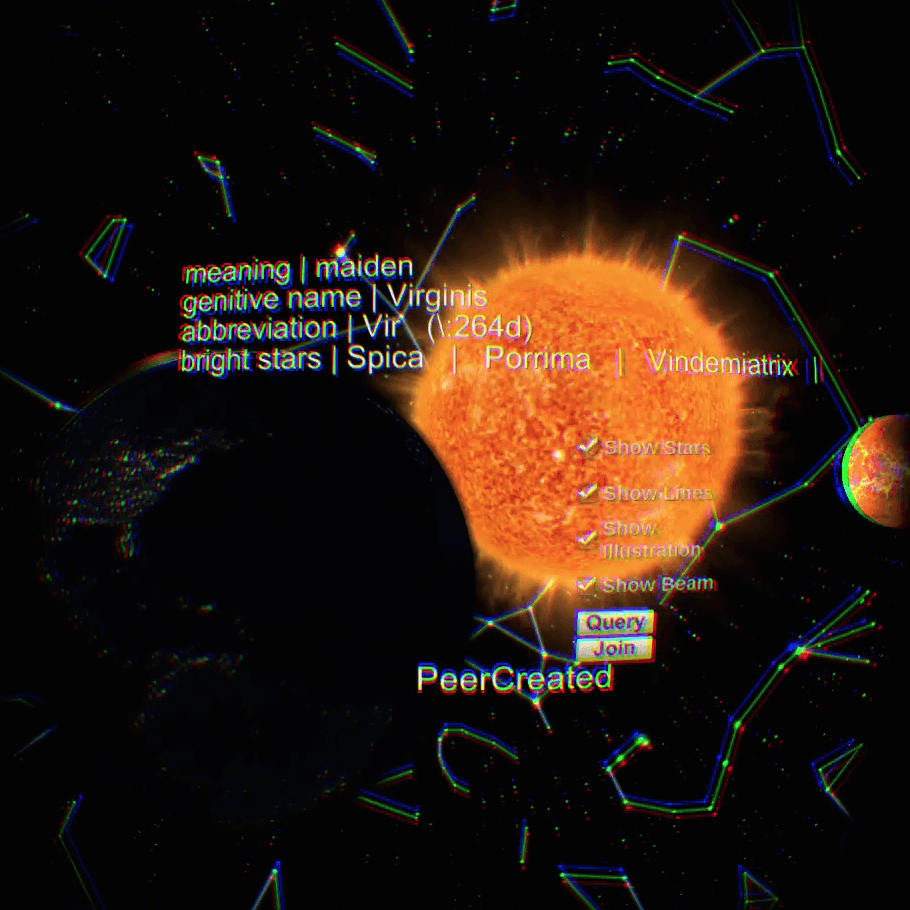 meaning | maiden
genitive name | Virginis
abbreviation | Vir (\:264d)
bright stars | Spica | Porrima | Vindemiatrix ||
Show Stars
Show Lines
Show
Illustration
Show Beam
Query
Join
PeerCreated